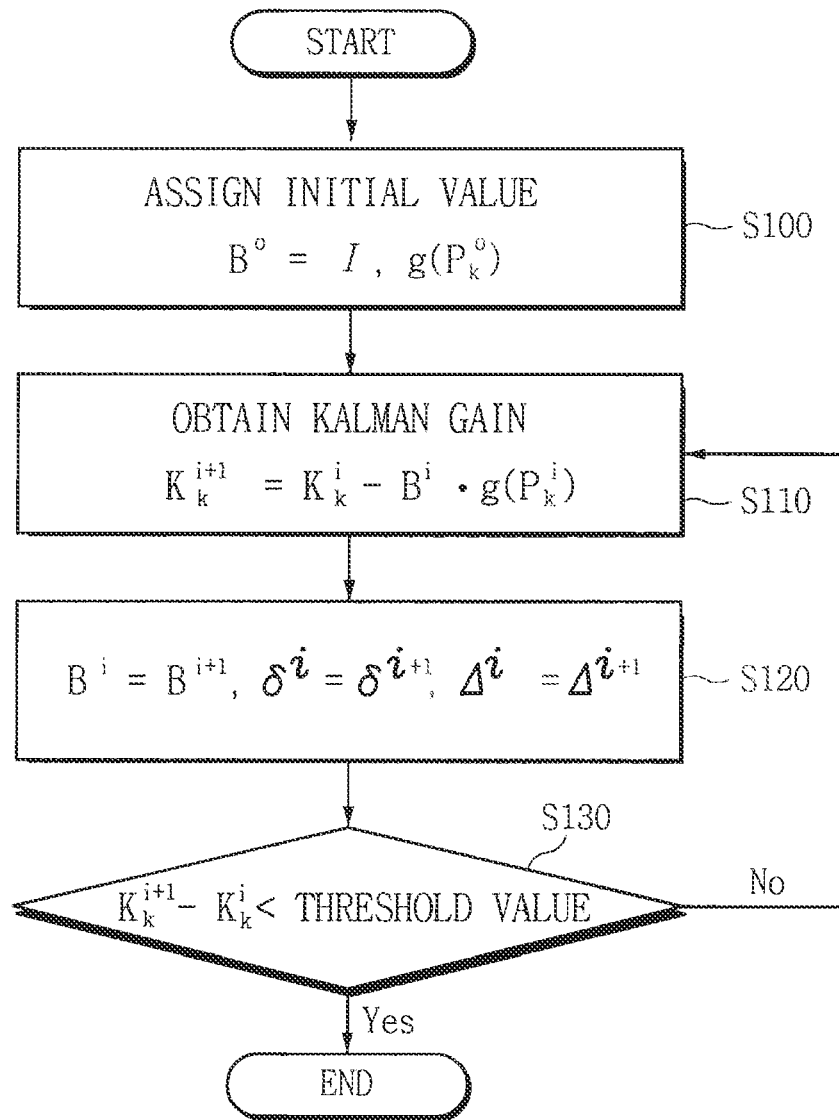 START
ASSIGN INITIAL VALUE
B^o = I, g(P_k^o)
S100
OBTAIN KALMAN GAIN
K_k^{i+1} = K_k^i - B^i · g(P_k^i)
S110
B^i = B^{i+1}, δ^i = δ^{i+1}, Δ^i = Δ^{i+1}
S120
S130
K_k^{i+1} - K_k^i < THRESHOLD VALUE
No
Yes
END